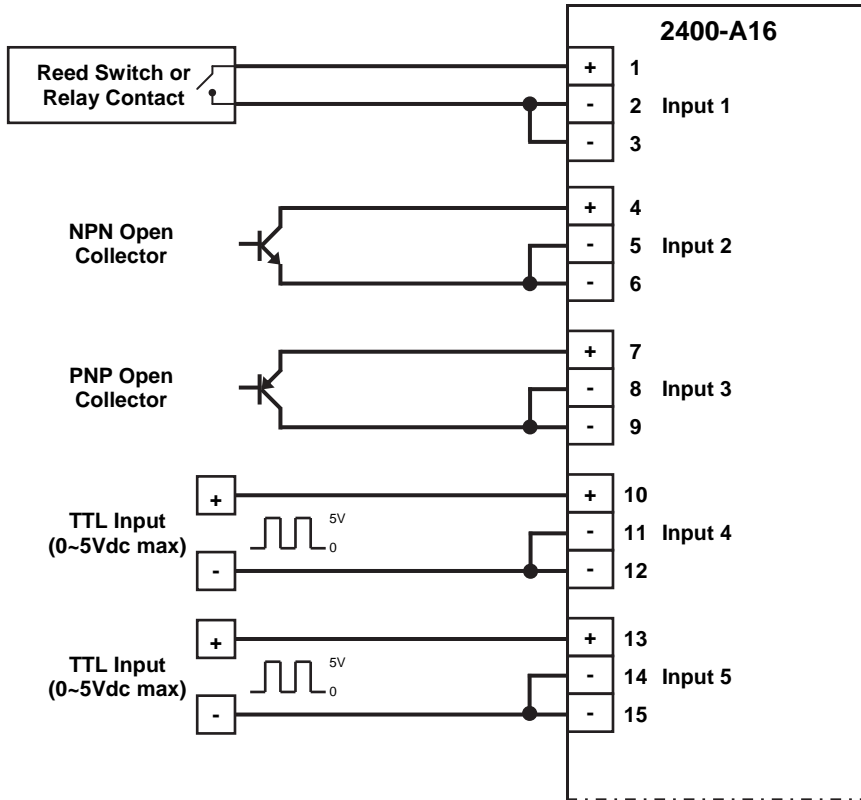 2400-A16
Reed Switch or
Relay Contact
+ 1
- 2 Input 1
- 3
NPN Open
Collector
+ 4
- 5 Input 2
- 6
PNP Open
Collector
+ 7
- 8 Input 3
- 9
TTL Input
(0~5Vdc max)
+
-
5V
0
+ 10
- 11 Input 4
- 12
TTL Input
(0~5Vdc max)
+
-
5V
0
+ 13
- 14 Input 5
- 15